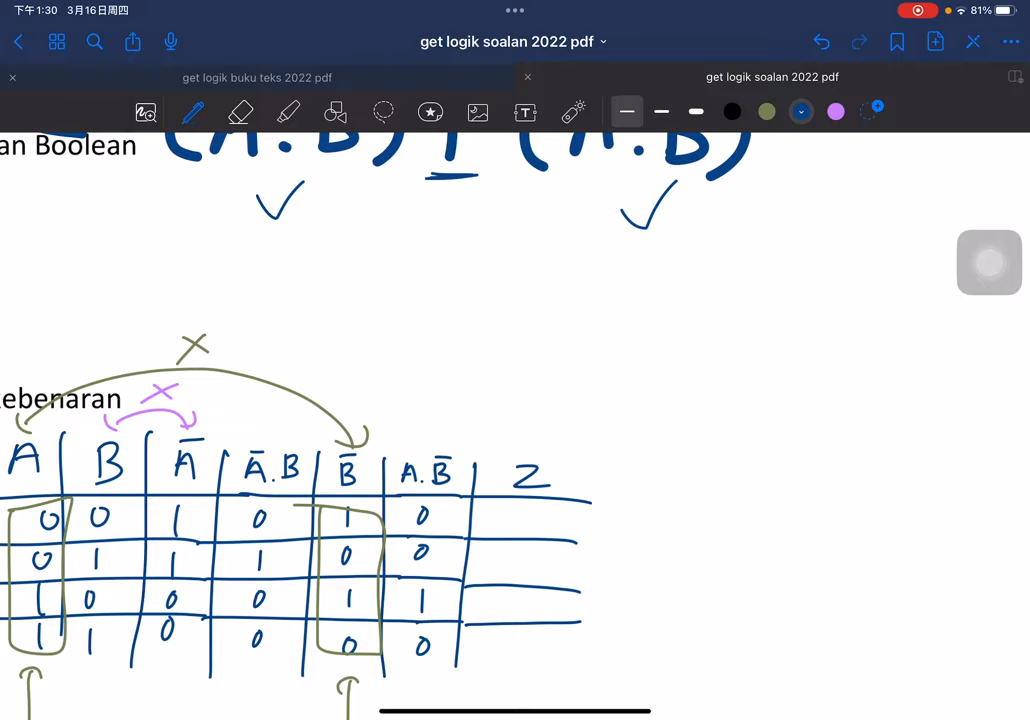 下午1:30 3月16日周四
81%
get logik soalan 2022 pdf
get logik buku teks 2022 pdf
get logik soalan 2022 pdf
an Boolean
ebenaran
A B A̅ A̅.B B̅ A.B̅ Z
0 0 1 0 1 0
0 1 1 1 0 0
1 0 0 0 1 1
1 1 0 0 0 0